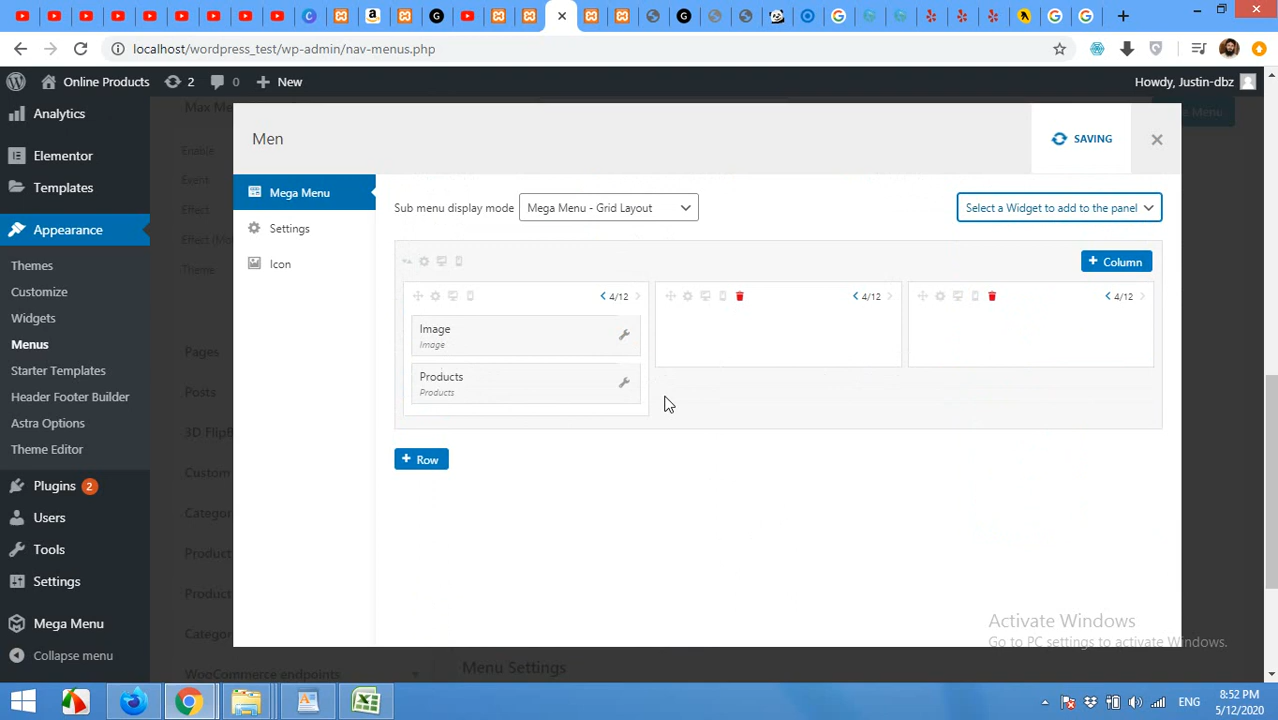 localhost/wordpress_test/wp-admin/nav-menus.php
Online Products
2
0
New
Howdy, Justin-dbz
Analytics
Elementor
Templates
Appearance
Themes
Customize
Widgets
Menus
Starter Templates
Header Footer Builder
Astra Options
Theme Editor
Plugins 2
Users
Tools
Settings
Mega Menu
Collapse menu
Max Me
Enable
Event
Effect
Effect (M
Theme
Pages
Posts
3D FlipB
Custom
Categor
Product
Product
Categor
WooCommerce endpoints
Menu Settings
Menu
Men
SAVING
Mega Menu
Settings
Icon
Sub menu display mode
Mega Menu - Grid Layout
Select a Widget to add to the panel
+ Column
4/12
4/12
4/12
Image
Image
Products
Products
+ Row
Activate Windows
Go to PC settings to activate Windows.
ENG
8:52 PM
5/12/2020